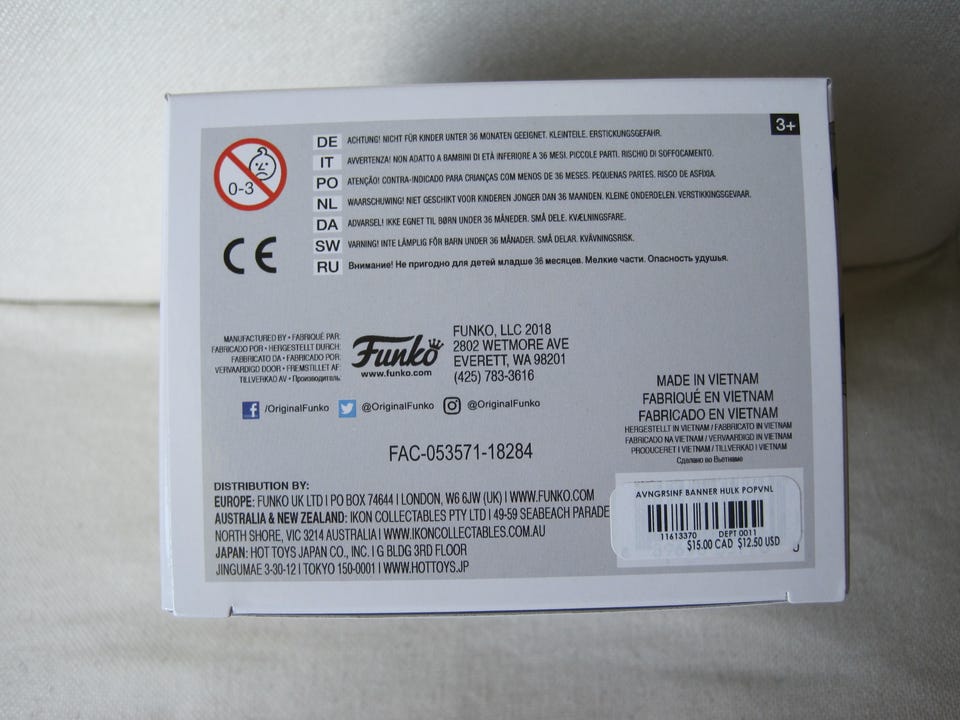 3+
0-3
DE ACHTUNG! NICHT FÜR KINDER UNTER 36 MONATEN GEEIGNET. KLEINTEILE. ERSTICKUNGSGEFAHR.
IT AVVERTENZA! NON ADATTO A BAMBINI DI ETÀ INFERIORE A 36 MESI. PICCOLE PARTI. RISCHIO DI SOFFOCAMENTO.
PO ATENÇÃO! CONTRA-INDICADO PARA CRIANÇAS COM MENOS DE 36 MESES. PEQUENAS PARTES. RISCO DE ASFIXIA.
NL WAARSCHUWING! NIET GESCHIKT VOOR KINDEREN JONGER DAN 36 MAANDEN. KLEINE ONDERDELEN. VERSTIKKINGSGEVAAR.
DA ADVARSEL! IKKE EGNET TIL BØRN UNDER 36 MÅNEDER. SMÅ DELE. KVÆLNINGSFARE.
SW VARNING! INTE LÄMPLIG FÖR BARN UNDER 36 MÅNADER. SMÅ DELAR. KVÄVNINGSRISK.
RU Внимание! Не пригодно для детей младше 36 месяцев. Мелкие части. Опасность удушья.
CE
MANUFACTURED BY • FABRIQUÉ PAR:
FABRICADO POR • HERGESTELLT DURCH:
FABBRICATO DA • FABRICADO POR:
VERVAARDIGD DOOR • FREMSTILLET AF:
TILLVERKAD AV • Производитель:
Funko
www.funko.com
FUNKO, LLC 2018
2802 WETMORE AVE
EVERETT, WA 98201
(425) 783-3616
/OriginalFunko @OriginalFunko @OriginalFunko
MADE IN VIETNAM
FABRIQUÉ EN VIETNAM
FABRICADO EN VIETNAM
HERGESTELLT IN VIETNAM / FABBRICATO IN VIETNAM
FABRICADO NA VIETNAM / VERVAARDIGD IN VIETNAM
PRODUCERET I VIETNAM / TILLVERKAD I VIETNAM
Сделано во Вьетнаме
FAC-053571-18284
DISTRIBUTION BY:
EUROPE: FUNKO UK LTD | PO BOX 74644 | LONDON, W6 6JW (UK) | WWW.FUNKO.COM
AUSTRALIA & NEW ZEALAND: IKON COLLECTABLES PTY LTD | 49-59 SEABEACH PARADE
NORTH SHORE, VIC 3214 AUSTRALIA | WWW.IKONCOLLECTABLES.COM.AU
JAPAN: HOT TOYS JAPAN CO., INC. | G BLDG 3RD FLOOR
JINGUMAE 3-30-12 | TOKYO 150-0001 | WWW.HOTTOYS.JP
AVNGRSINF BANNER HULK POPVNL
11613370 DEPT 0011
$15.00 CAD $12.50 USD